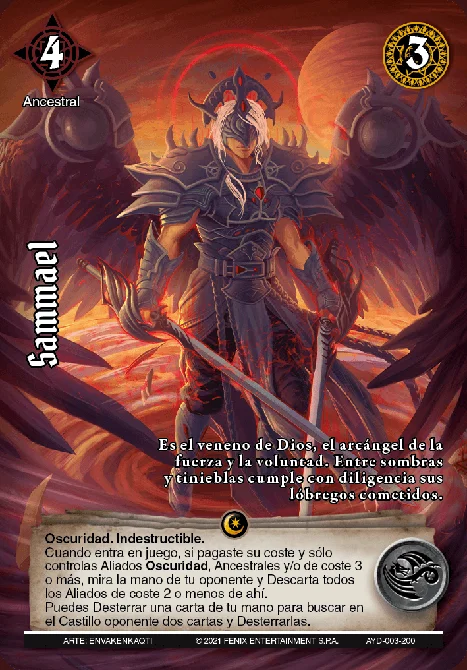 4
3
Ancestral
Sammael
Es el veneno de Dios, el arcángel de la
fuerza y la voluntad. Entre sombras
y tinieblas cumple con diligencia sus
lóbregos cometidos.
Oscuridad. Indestructible.
Cuando entra en juego, si pagaste su coste y sólo
controlas Aliados Oscuridad, Ancestrales y/o de coste 3
o más, mira la mano de tu oponente y Descarta todos
los Aliados de coste 2 o menos de ahí.
Puedes Desterrar una carta de tu mano para buscar en
el Castillo oponente dos cartas y Desterrarlas.
ARTE: ENVAKENKAQTI © 2021 FENIX ENTERTAINMENT S.R.A. AYD-003-200